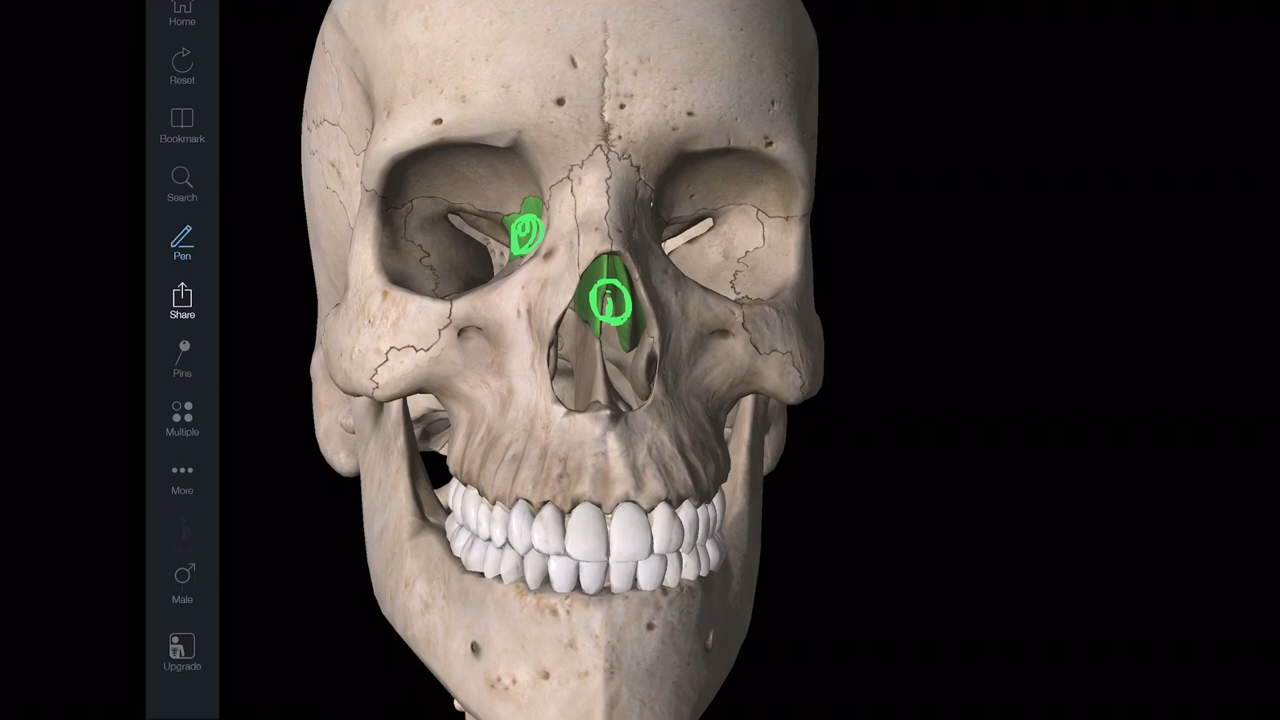 Home
Reset
Bookmark
Search
Pen
Share
Pins
Multiple
More
Male
Upgrade